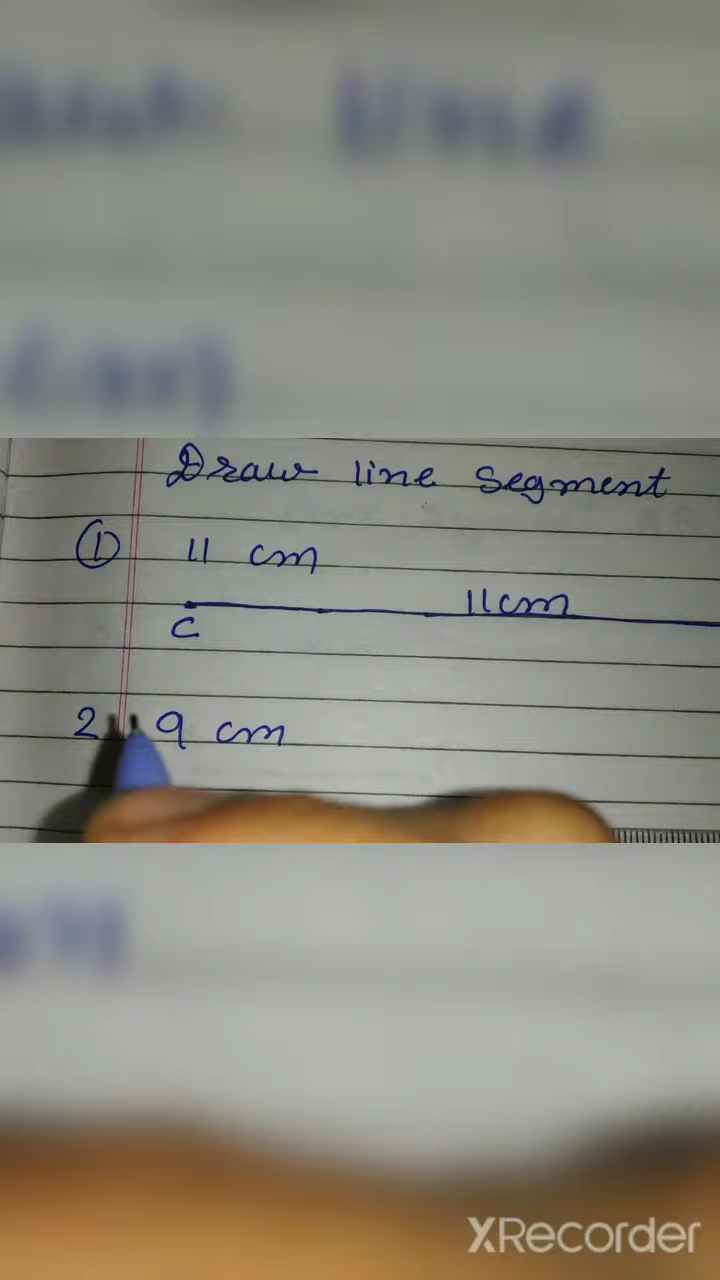 Draw line segment
① 11 cm
11cm
C
2 9 cm
XRecorder